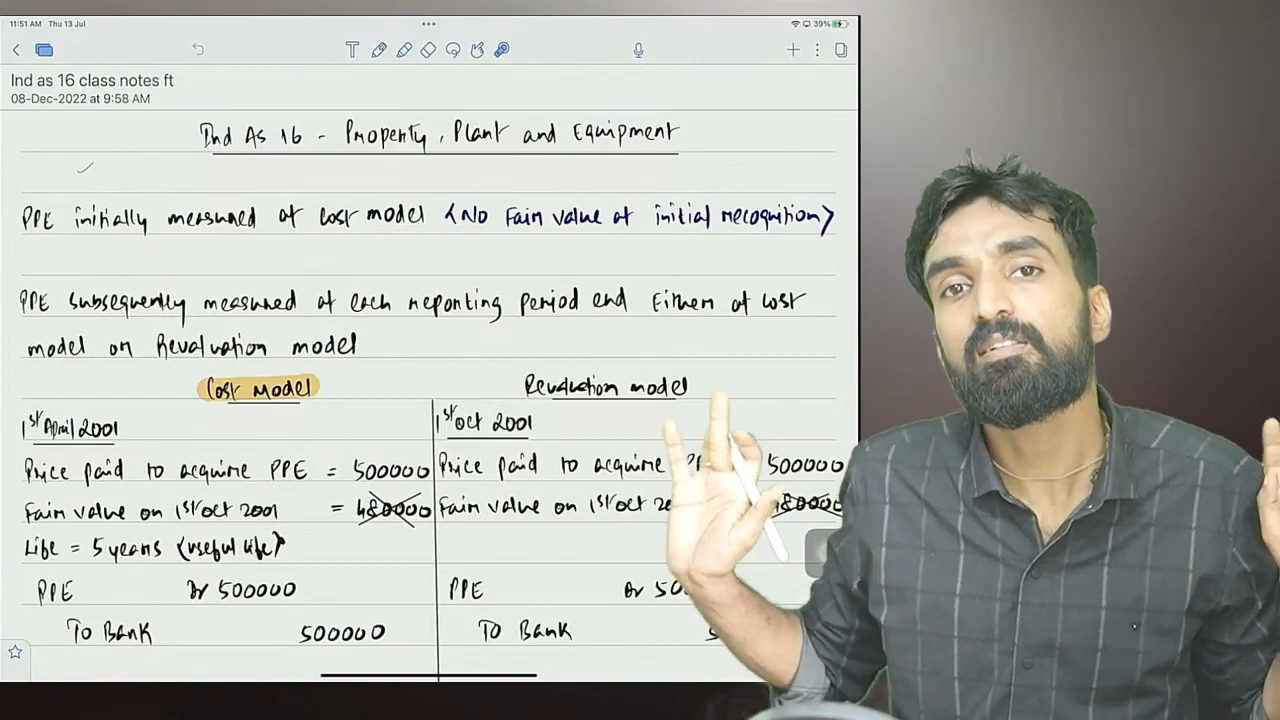 11:51 AM Thu 13 Jul
39%
Ind as 16 class notes ft
08-Dec-2022 at 9:58 AM
Ind AS 16 - Property, Plant and Equipment
PPE initially measured at cost model <No Fair value at initial recognition>
PPE subsequently measured at each reporting period end Either at cost
model or Revaluation model
Cost Model
1st April 2001
Price paid to acquire PPE = 500000
Fair value on 1st Oct 2001 = 480000
Life = 5 years (useful life)
PPE Dr 500000
To Bank 500000
Revaluation model
1st Oct 2001
Price paid to acquire 500000
Fair value on 1st Oct 480000
PPE Dr
To Bank